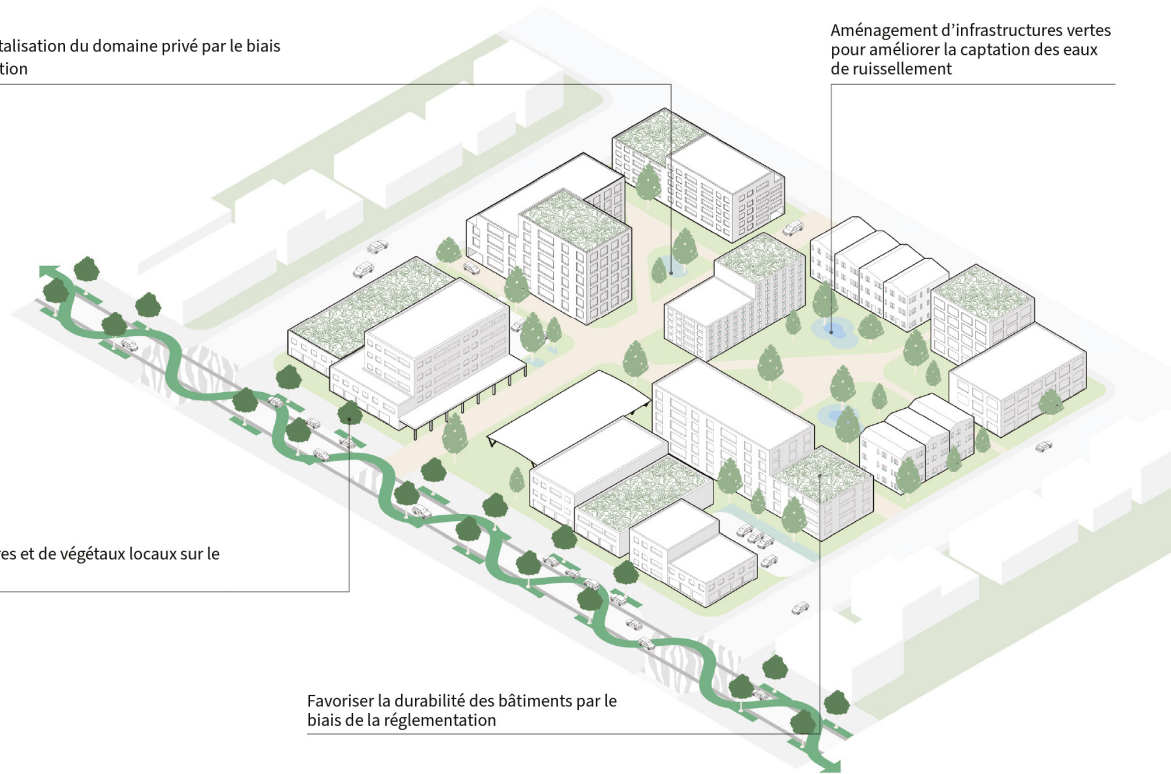 talisation du domaine privé par le biais
tion
Aménagement d’infrastructures vertes
pour améliorer la captation des eaux
de ruissellement
res et de végétaux locaux sur le
Favoriser la durabilité des bâtiments par le
biais de la réglementation